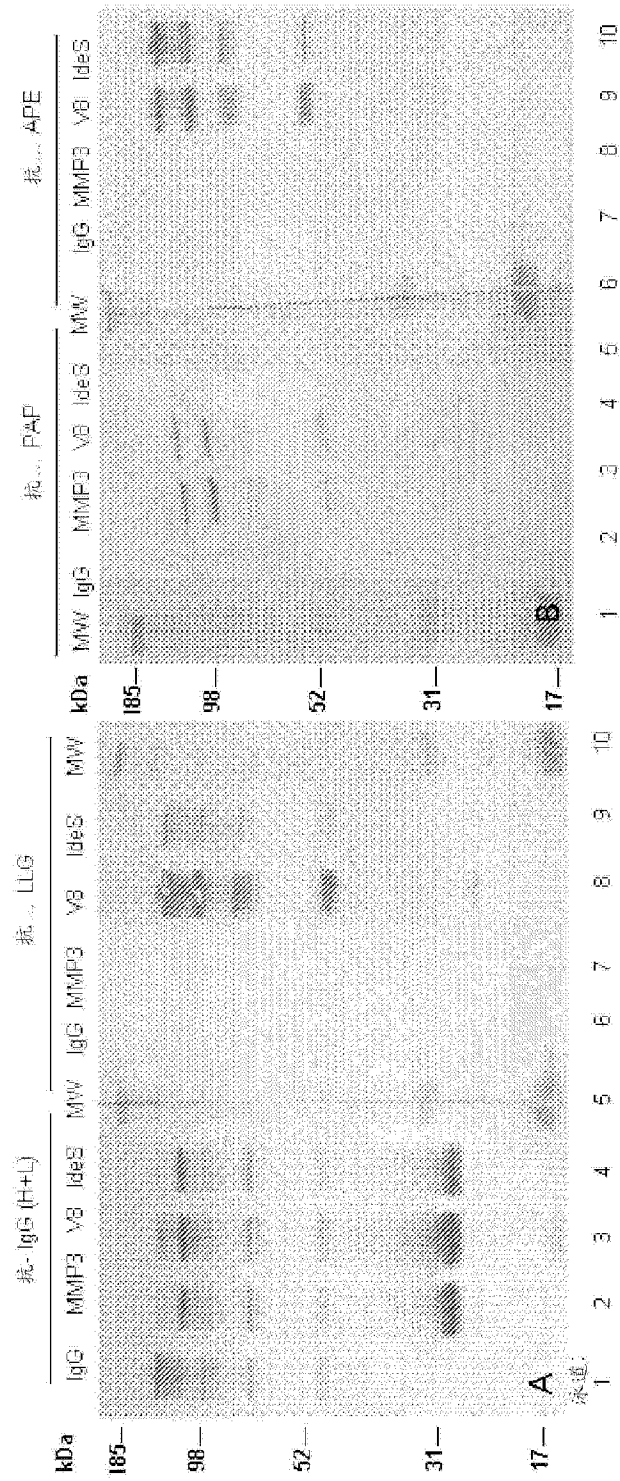 抗- IgG (H+L)
抗 ... LLG
IgG MMP3 V8 IdeS MW IgG MMP3 V8 IdeS MW
kDa
185
98
52
31
17
A
泳道:
1 2 3 4 5 6 7 8 9 10
抗 ... PAP
抗 ... APE
MW IgG MMP3 V8 IdeS MW IgG MMP3 V8 IdeS
kDa
185
98
52
31
17
B
1 2 3 4 5 6 7 8 9 10